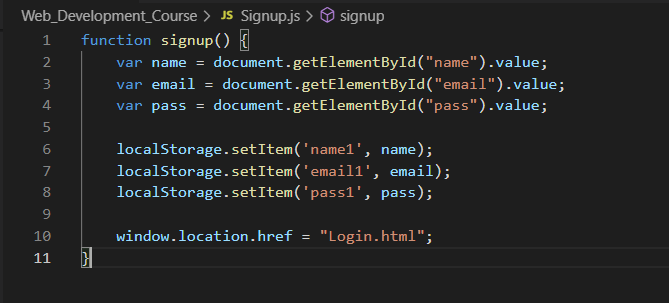 Web_Development_Course > JS Signup.js > signup
1 function signup() {
2     var name = document.getElementById("name").value;
3     var email = document.getElementById("email").value;
4     var pass = document.getElementById("pass").value;
5
6     localStorage.setItem('name1', name);
7     localStorage.setItem('email1', email);
8     localStorage.setItem('pass1', pass);
9
10     window.location.href = "Login.html";
11 }